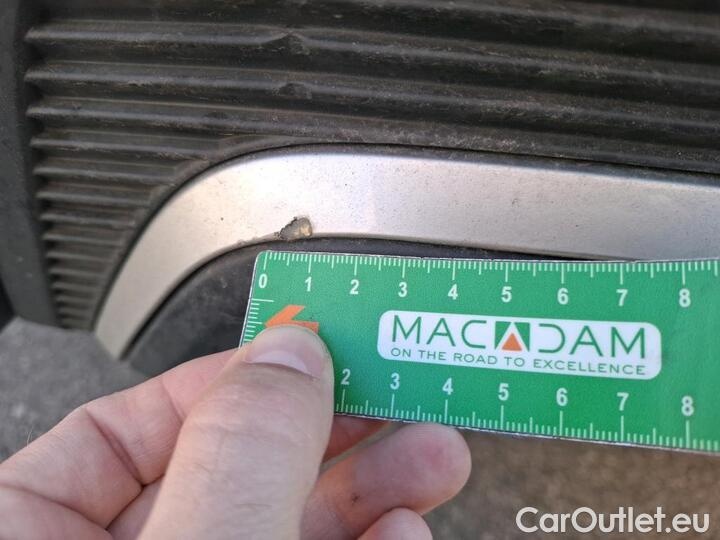 0 1 2 3 4 5 6 7 8
MACADAM
ON THE ROAD TO EXCELLENCE
2 3 4 5 6 7 8
CarOutlet.eu